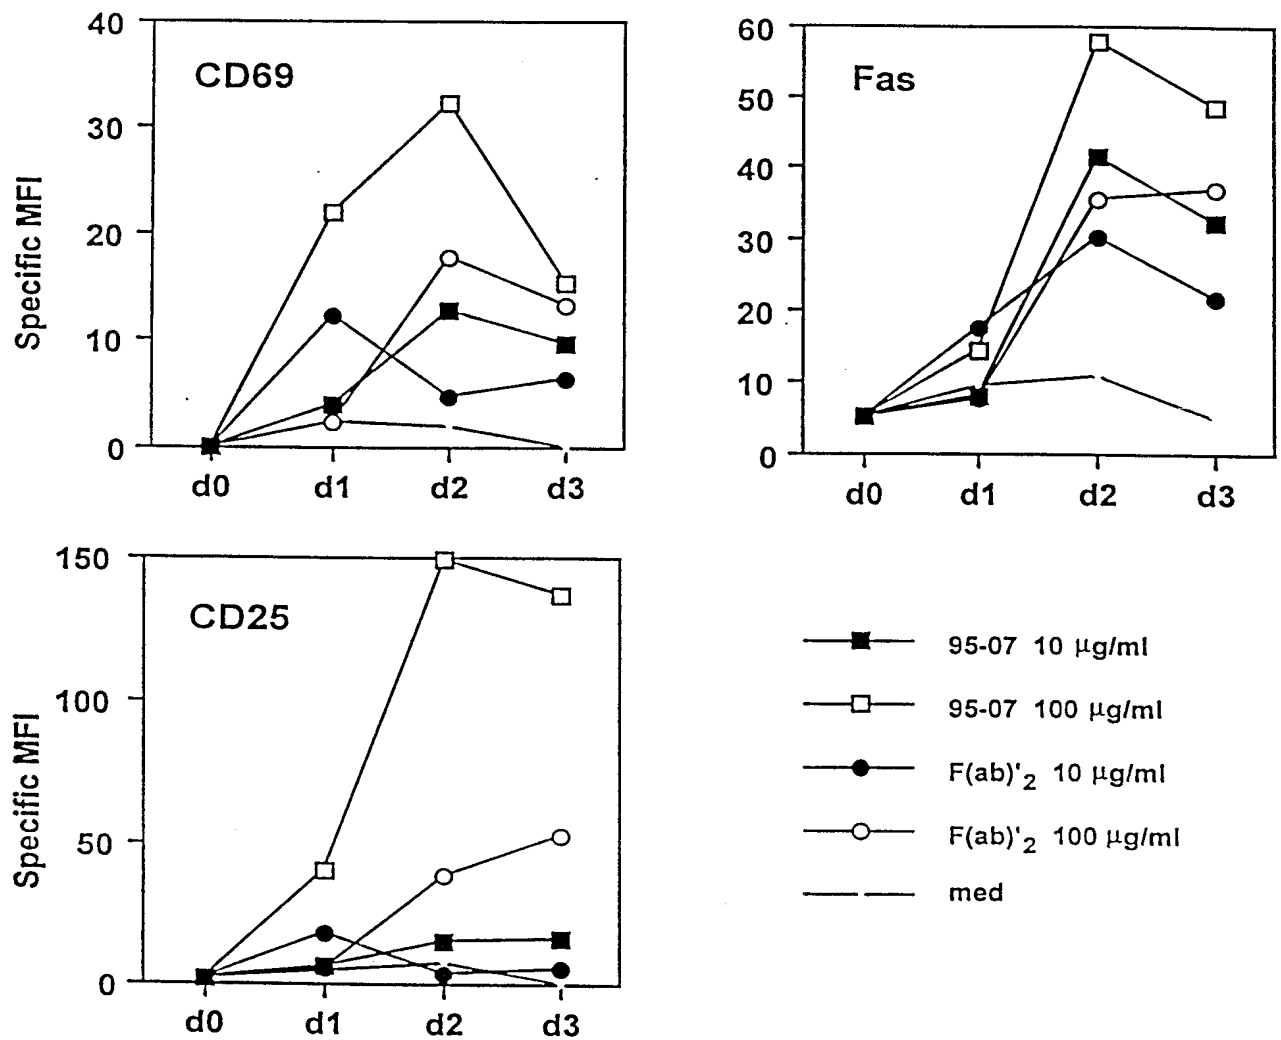 CD69
Specific MFI
40
30
20
10
0
d0 d1 d2 d3
Fas
60
50
40
30
20
10
0
d0 d1 d2 d3
CD25
Specific MFI
150
100
50
0
d0 d1 d2 d3
95-07 10 µg/ml
95-07 100 µg/ml
F(ab)'2 10 µg/ml
F(ab)'2 100 µg/ml
med